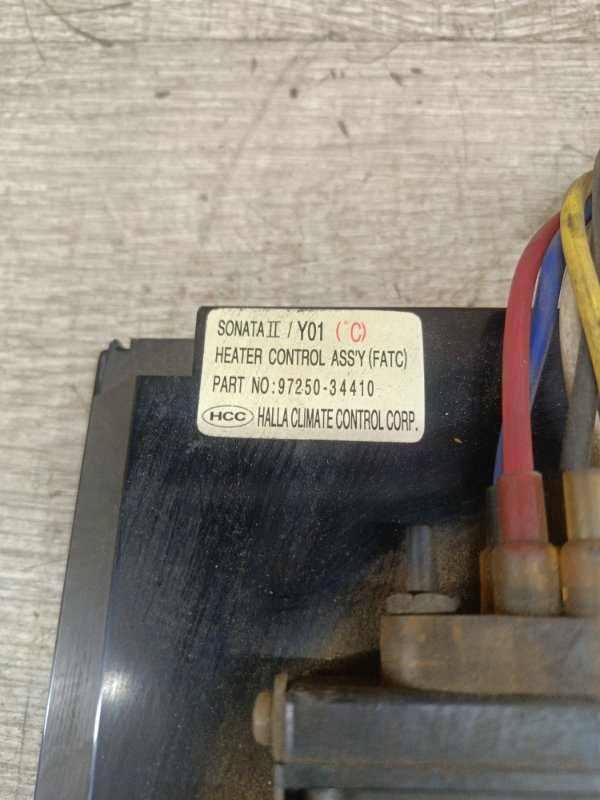 SONATA II / Y01 (°C)
HEATER CONTROL ASS'Y (FATC)
PART NO:97250-34410
HCC HALLA CLIMATE CONTROL CORP.